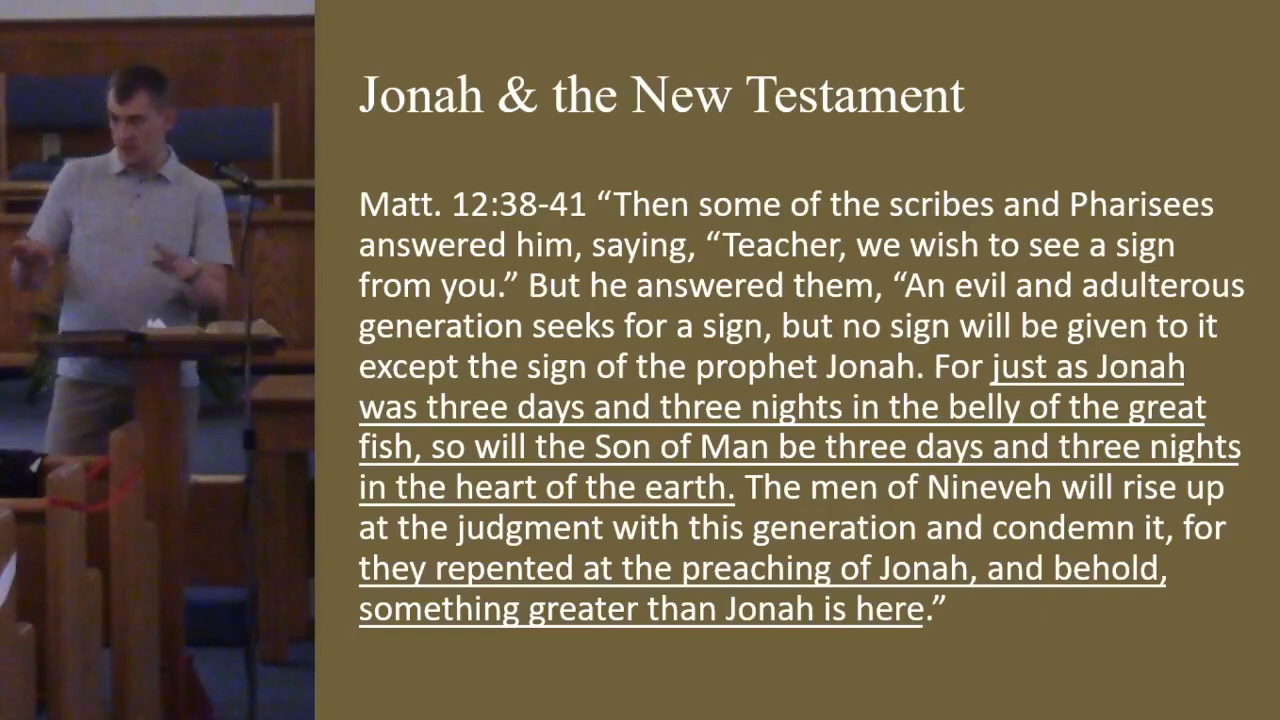 Jonah & the New Testament
Matt. 12:38-41 “Then some of the scribes and Pharisees
answered him, saying, “Teacher, we wish to see a sign
from you.” But he answered them, “An evil and adulterous
generation seeks for a sign, but no sign will be given to it
except the sign of the prophet Jonah. For just as Jonah
was three days and three nights in the belly of the great
fish, so will the Son of Man be three days and three nights
in the heart of the earth. The men of Nineveh will rise up
at the judgment with this generation and condemn it, for
they repented at the preaching of Jonah, and behold,
something greater than Jonah is here.”